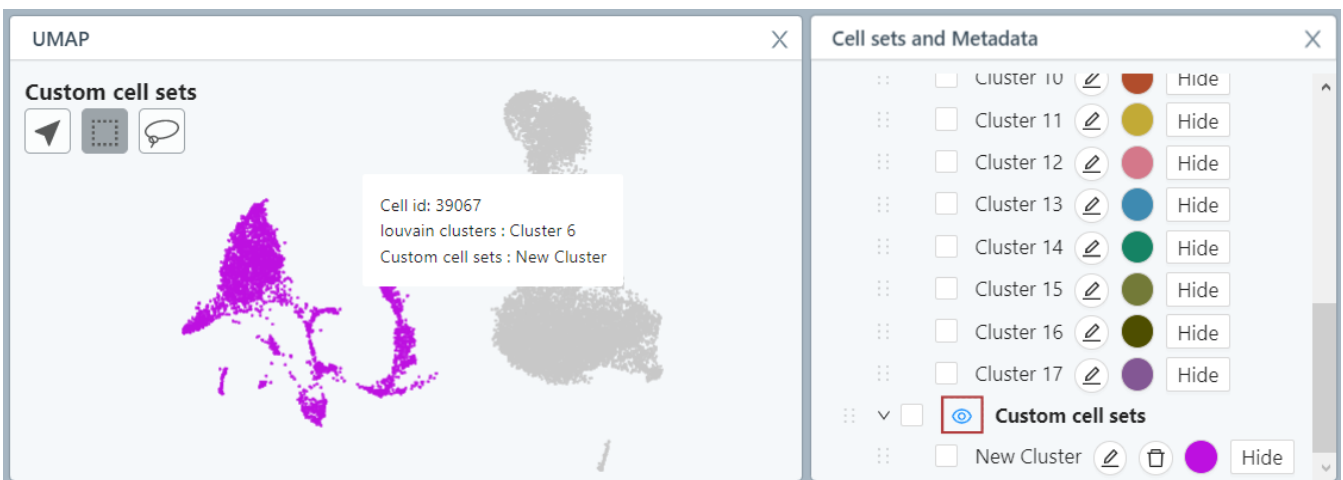 UMAP
Custom cell sets
Cell id: 39067
louvain clusters : Cluster 6
Custom cell sets : New Cluster
Cell sets and Metadata
Cluster 10 Hide
Cluster 11 Hide
Cluster 12 Hide
Cluster 13 Hide
Cluster 14 Hide
Cluster 15 Hide
Cluster 16 Hide
Cluster 17 Hide
Custom cell sets
New Cluster Hide